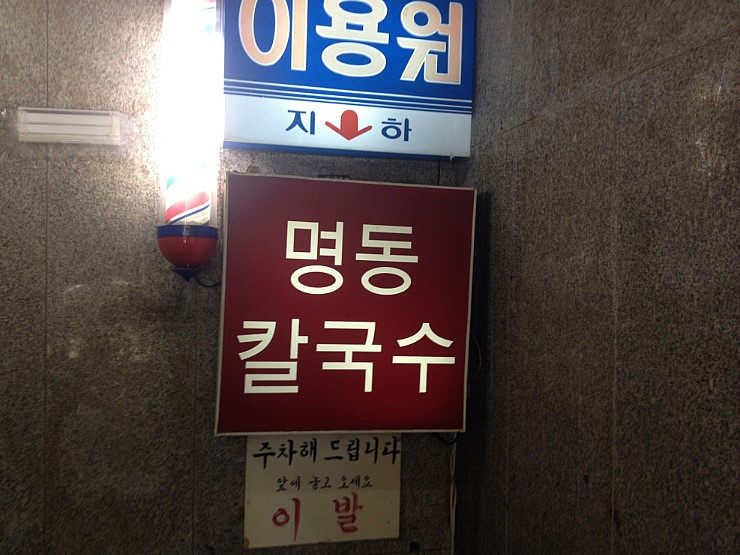 이용원
지 하
명동
칼국수
주차해 드립니다
앞에 놓고 오세요
이 발